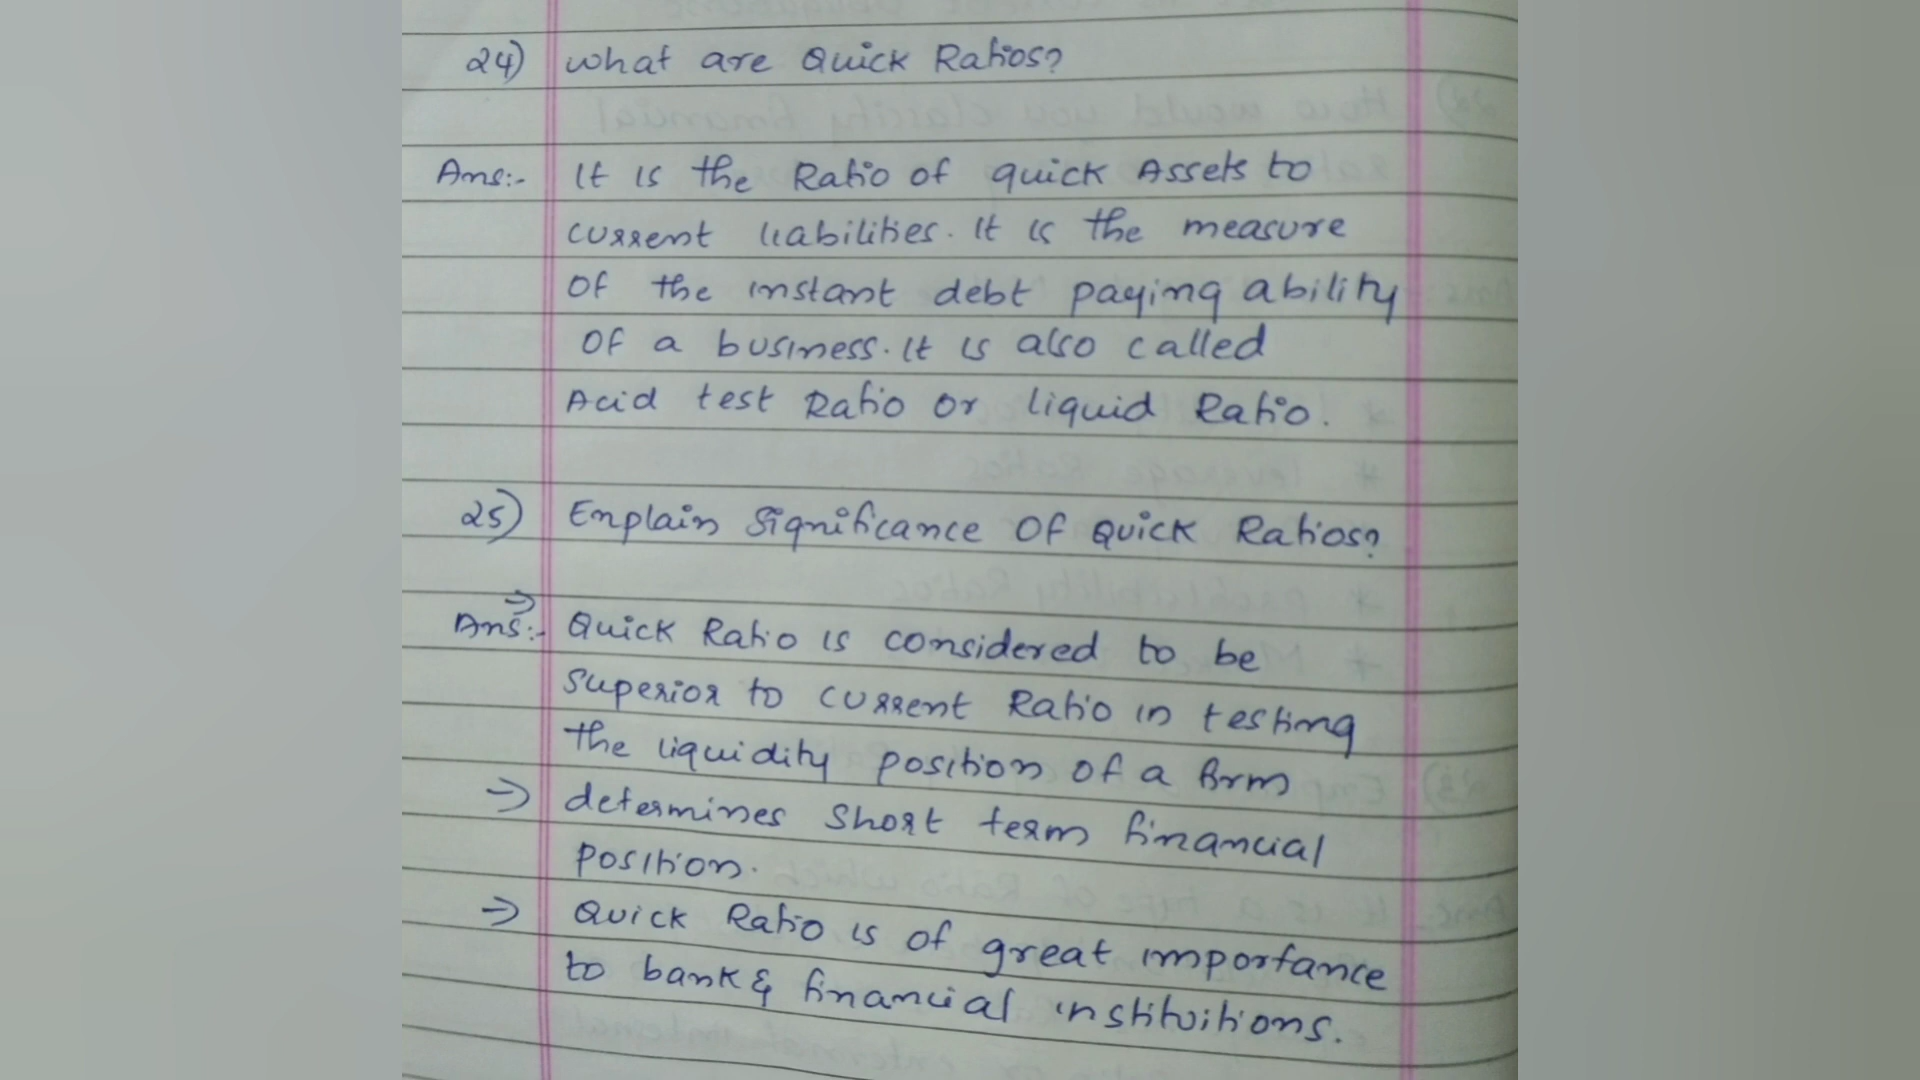 24) What are Quick Ratios?
Ans:- It is the Ratio of quick Assets to
current liabilities. It is the measure
of the instant debt paying ability
of a business. It is also called
Acid test Ratio or liquid Ratio.
25) Explain Significance of Quick Ratios?
Ans:- ⇒ Quick Ratio is considered to be
superior to current Ratio in testing
the liquidity position of a firm
⇒ determines short term financial
position.
⇒ Quick Ratio is of great importance
to bank & financial instituitions.